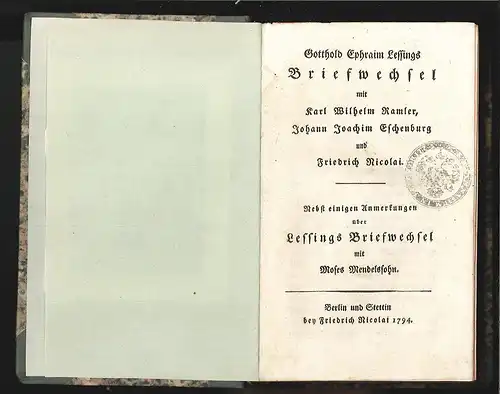 Gotthold Ephraim Lessings
Briefwechsel
mit
Karl Wilhelm Ramler,
Johann Joachim Eschenburg
und
Friedrich Nicolai.
Nebst einigen Anmerkungen
über
Lessings Briefwechsel
mit
Moses Mendelssohn.
Berlin und Stettin
bey Friedrich Nicolai 1794.